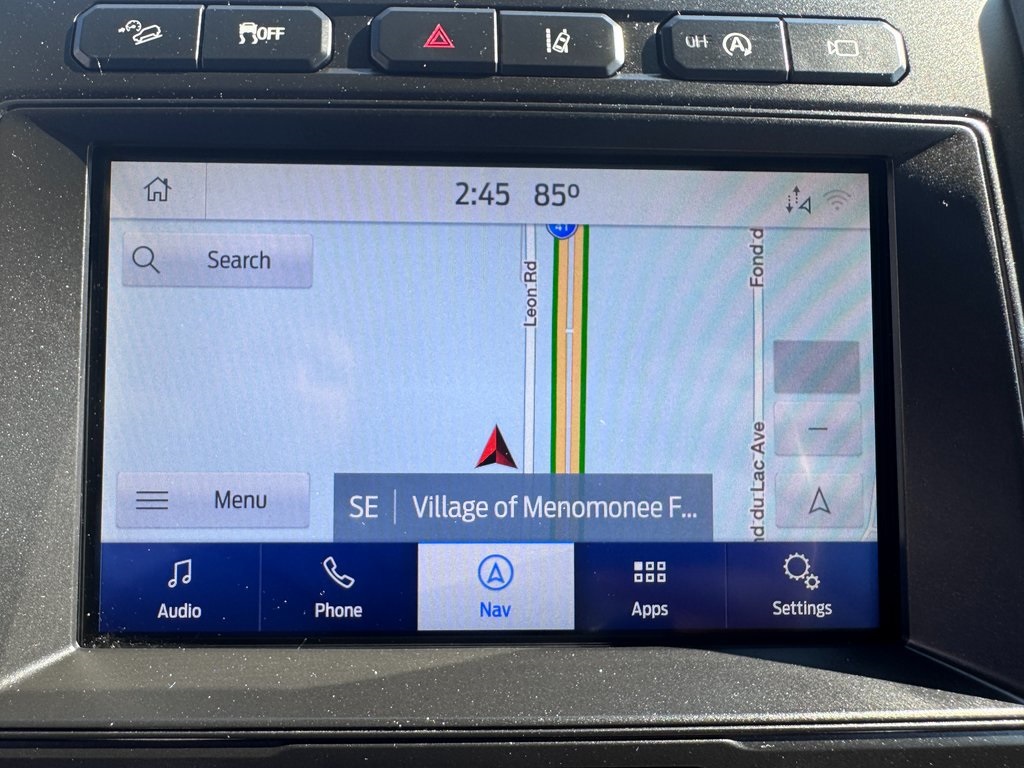 OFF
OFF A
2:45 85º
41
Search
Leon Rd
Fond d
nd du Lac Ave
Menu
SE | Village of Menomonee F...
Audio
Phone
Nav
Apps
Settings